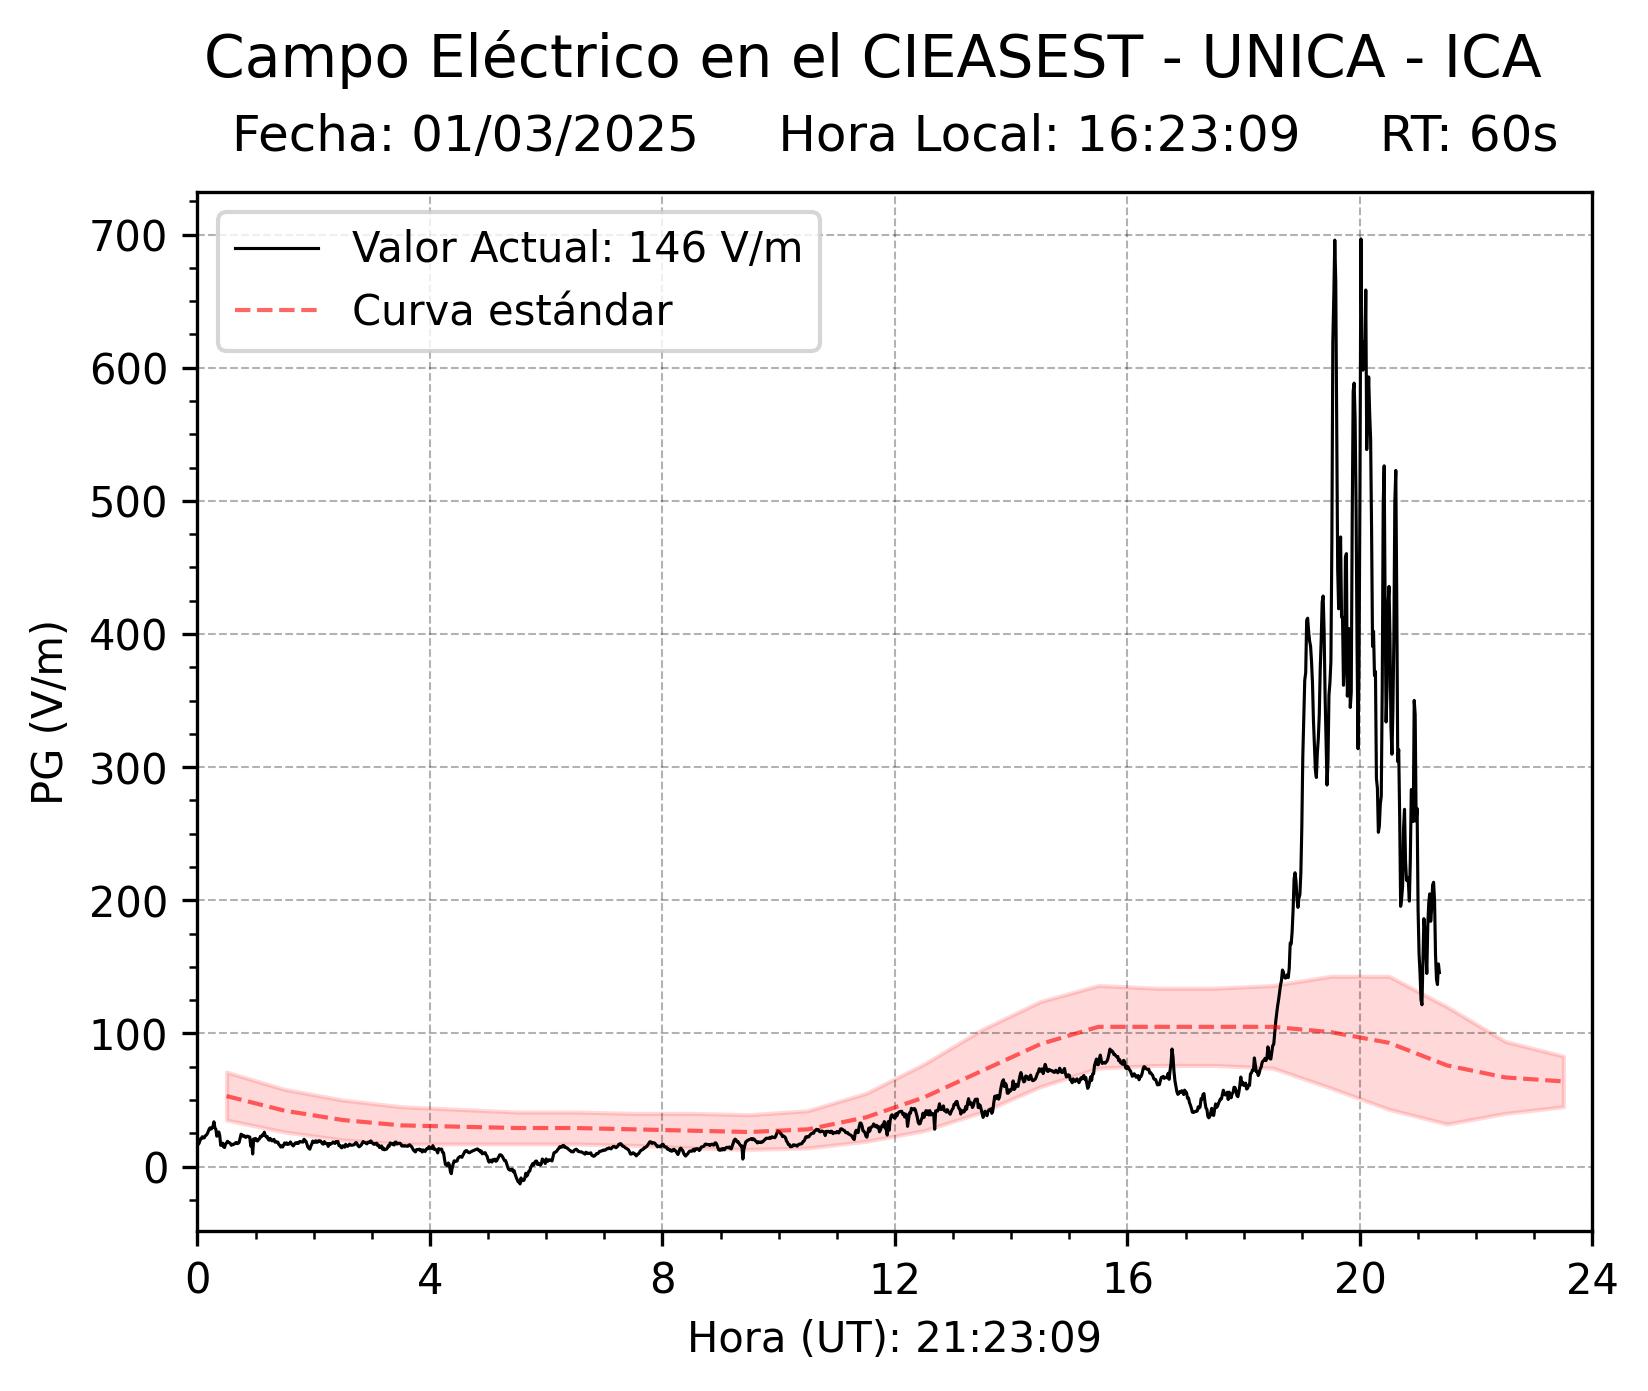 Campo Eléctrico en el CIEASEST - UNICA - ICA
Fecha: 01/03/2025 Hora Local: 16:23:09 RT: 60s
Valor Actual: 146 V/m
Curva estándar
PG (V/m)
700
600
500
400
300
200
100
0
0 4 8 12 16 20 24
Hora (UT): 21:23:09